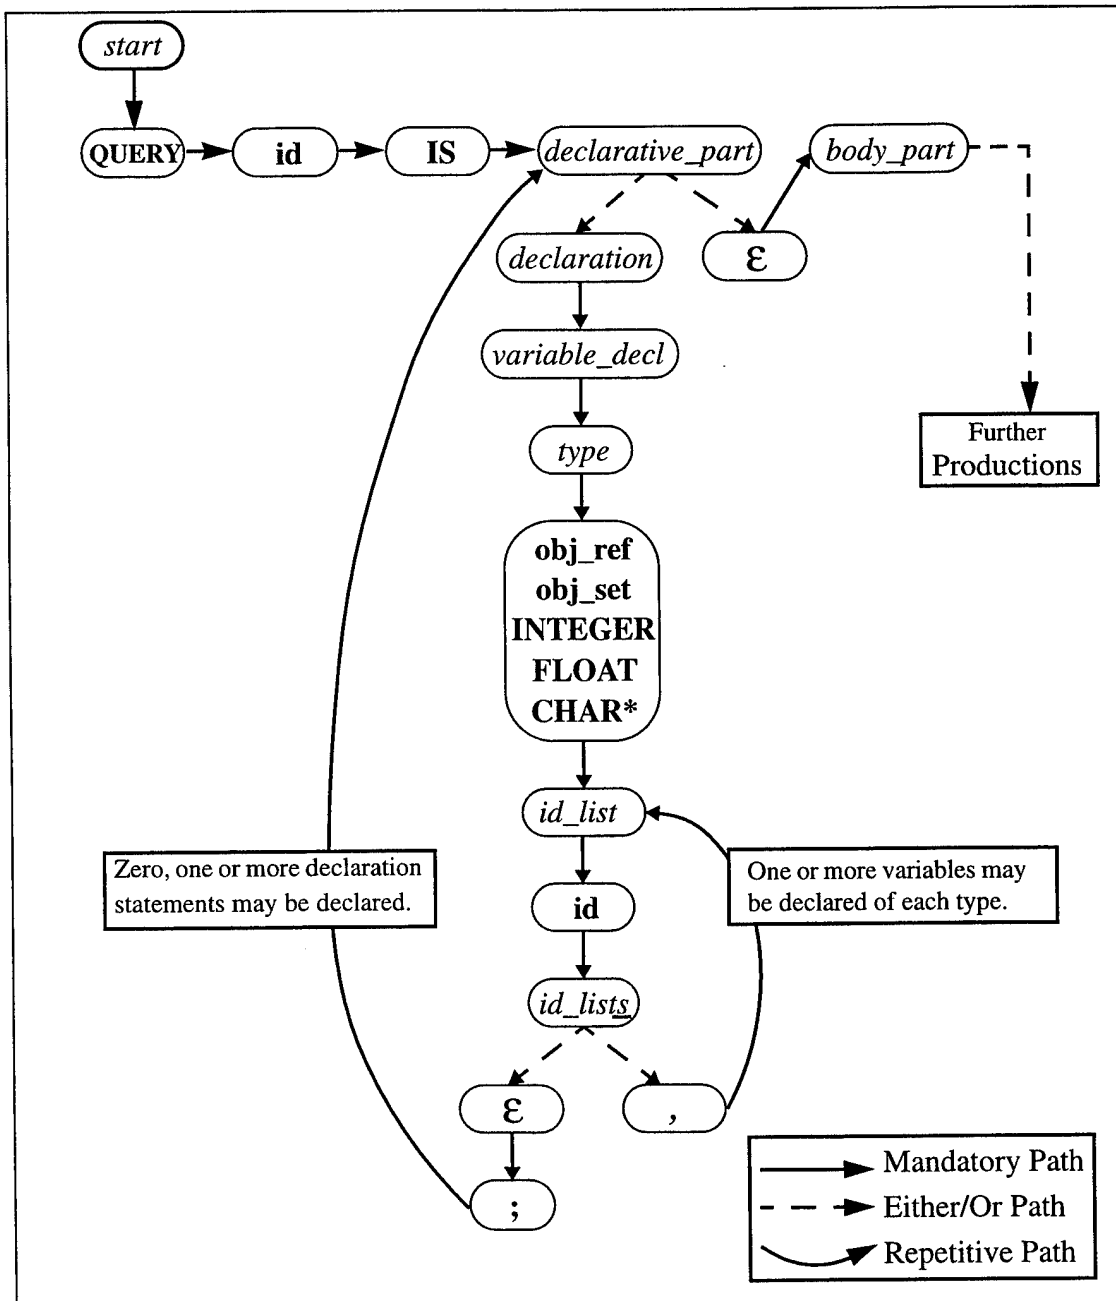 start
QUERY
id
IS
declarative_part
body_part
declaration
ε
variable_decl
type
Further
Productions
obj_ref
obj_set
INTEGER
FLOAT
CHAR*
id_list
Zero, one or more declaration
statements may be declared.
One or more variables may
be declared of each type.
id
id_lists
ε
,
;
Mandatory Path
Either/Or Path
Repetitive Path